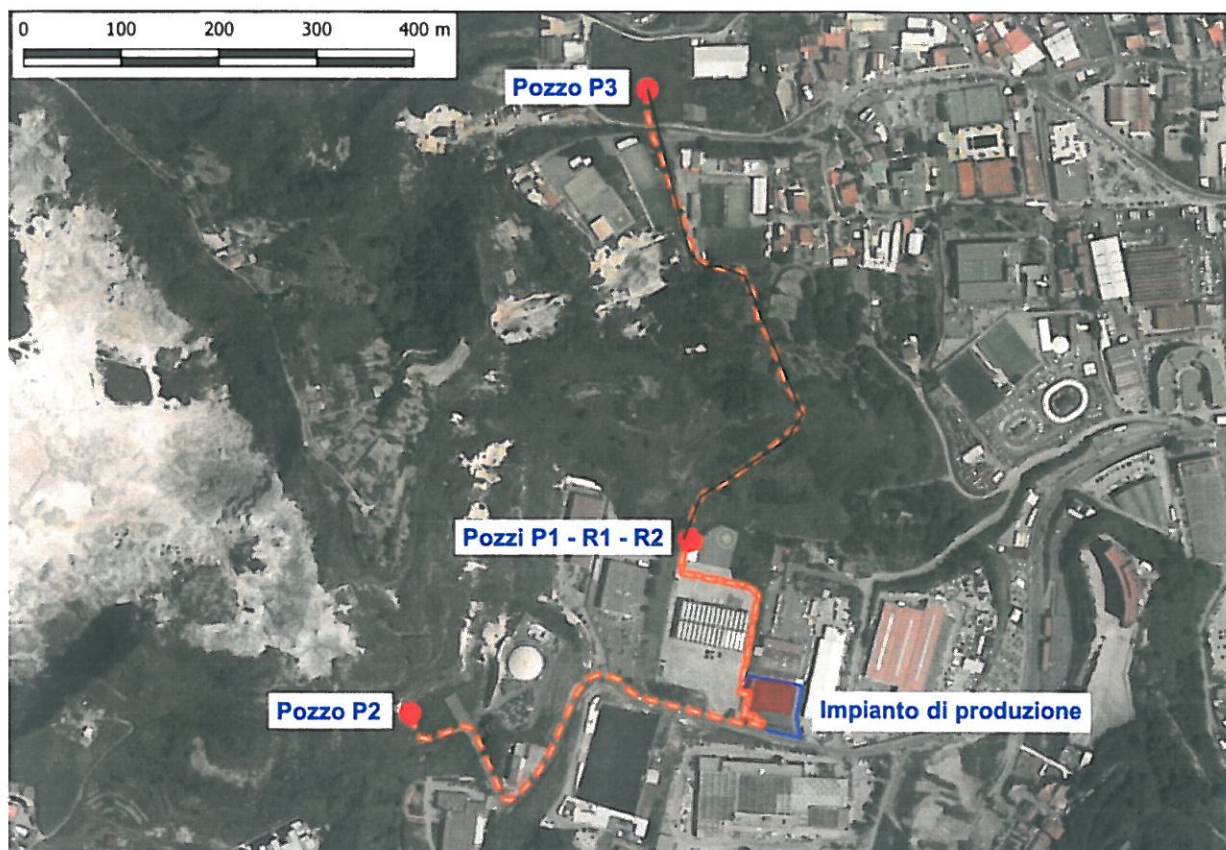 0 100 200 300 400 m
Pozzo P3
Pozzi P1 - R1 - R2
Pozzo P2
Impianto di produzione